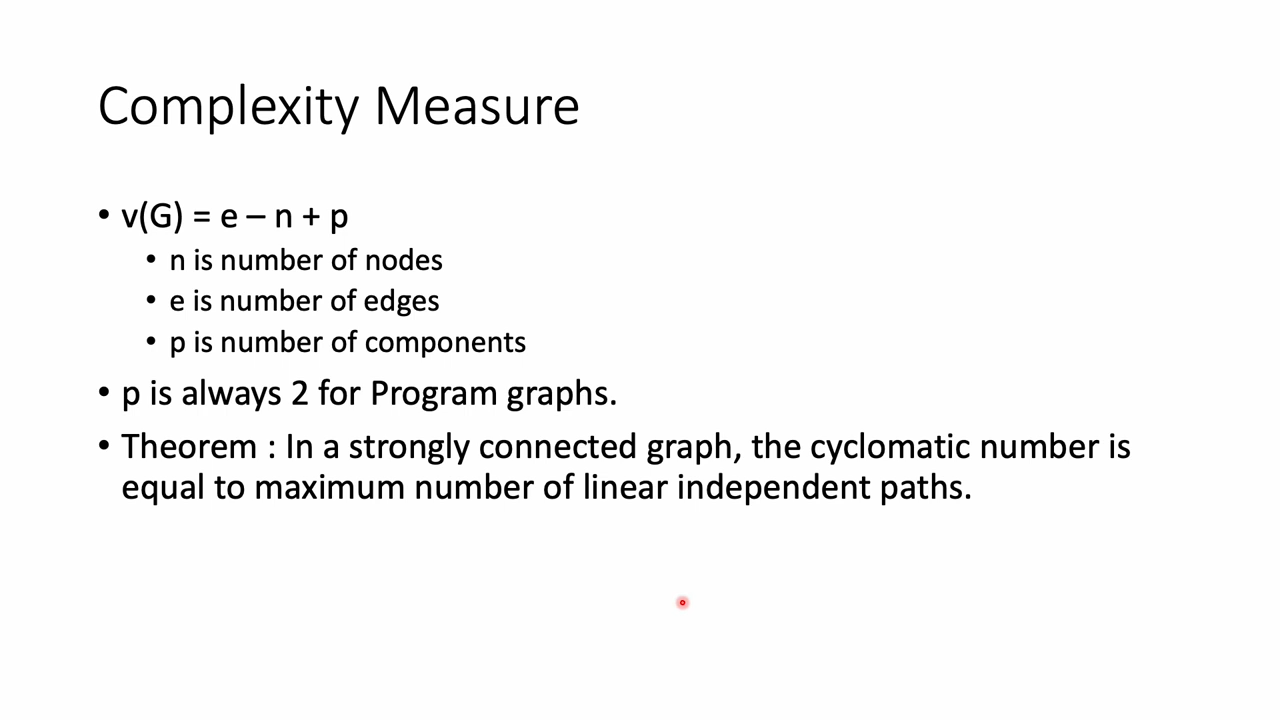 Complexity Measure
• v(G) = e – n + p
• n is number of nodes
• e is number of edges
• p is number of components
• p is always 2 for Program graphs.
• Theorem : In a strongly connected graph, the cyclomatic number is
equal to maximum number of linear independent paths.